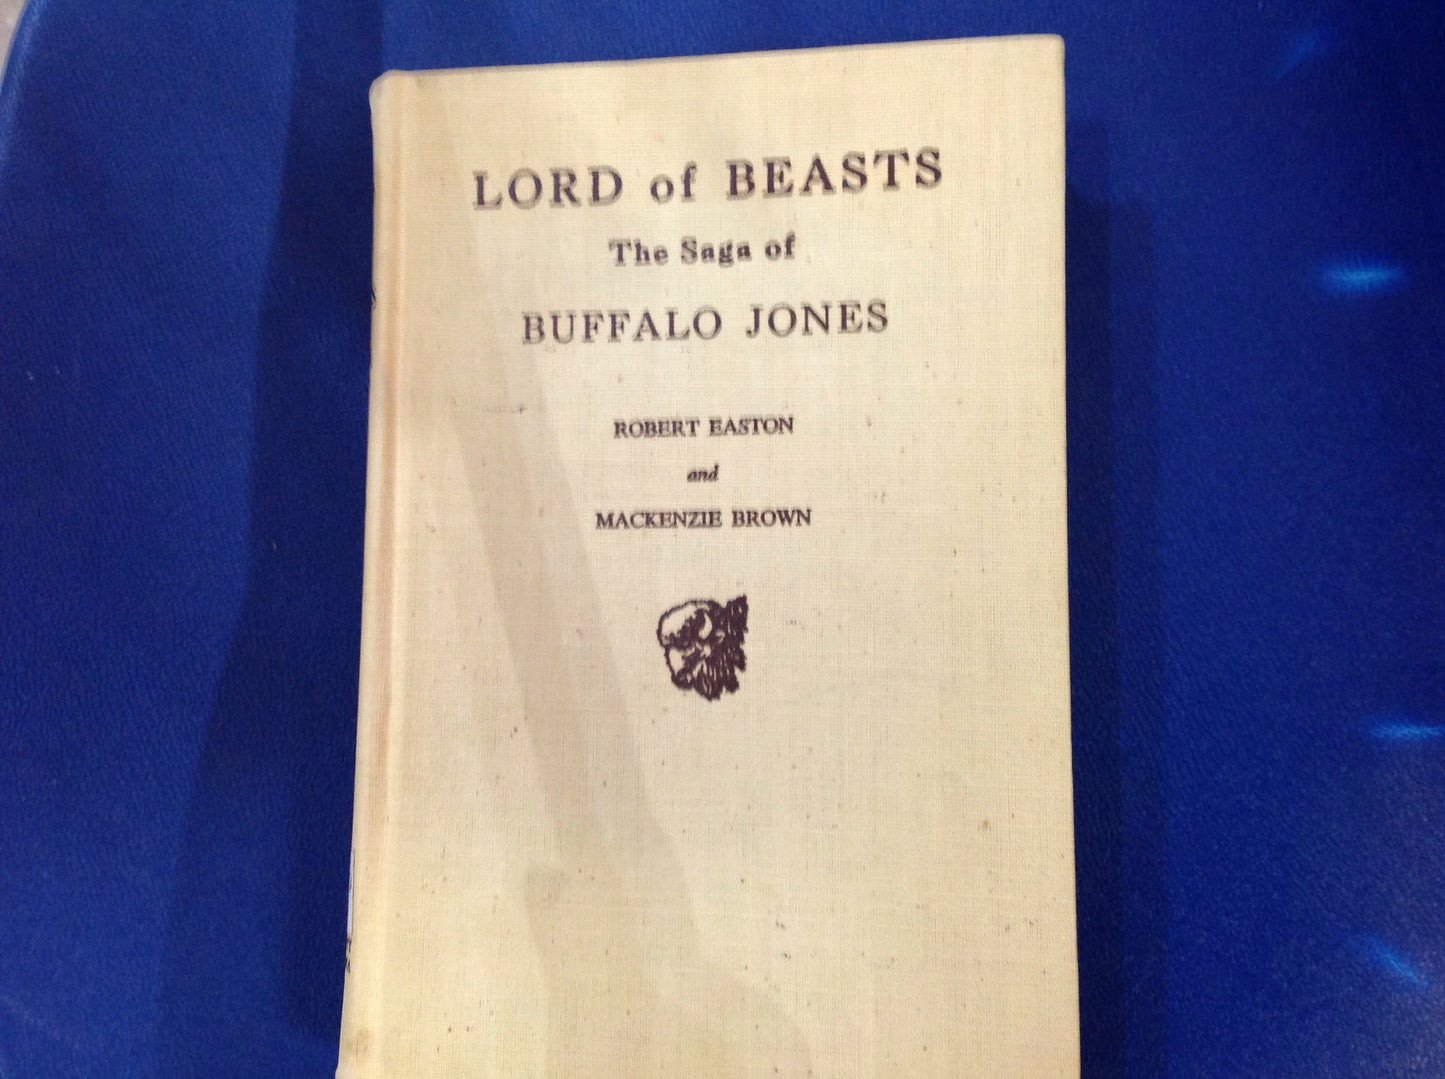 LORD of BEASTS
The Saga of
BUFFALO JONES
ROBERT EASTON
and
MACKENZIE BROWN